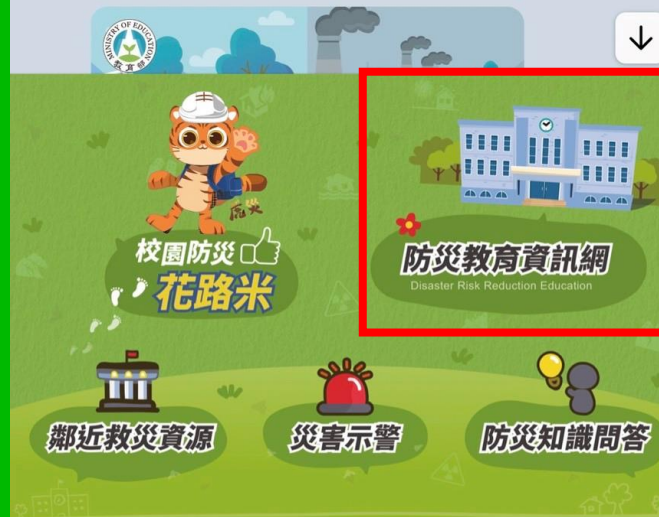 MINISTRY OF EDUCATION
教育部
虎災
校園防災
花路米
防災教育資訊網
Disaster Risk Reduction Education
鄰近救災資源
災害示警
防災知識問答